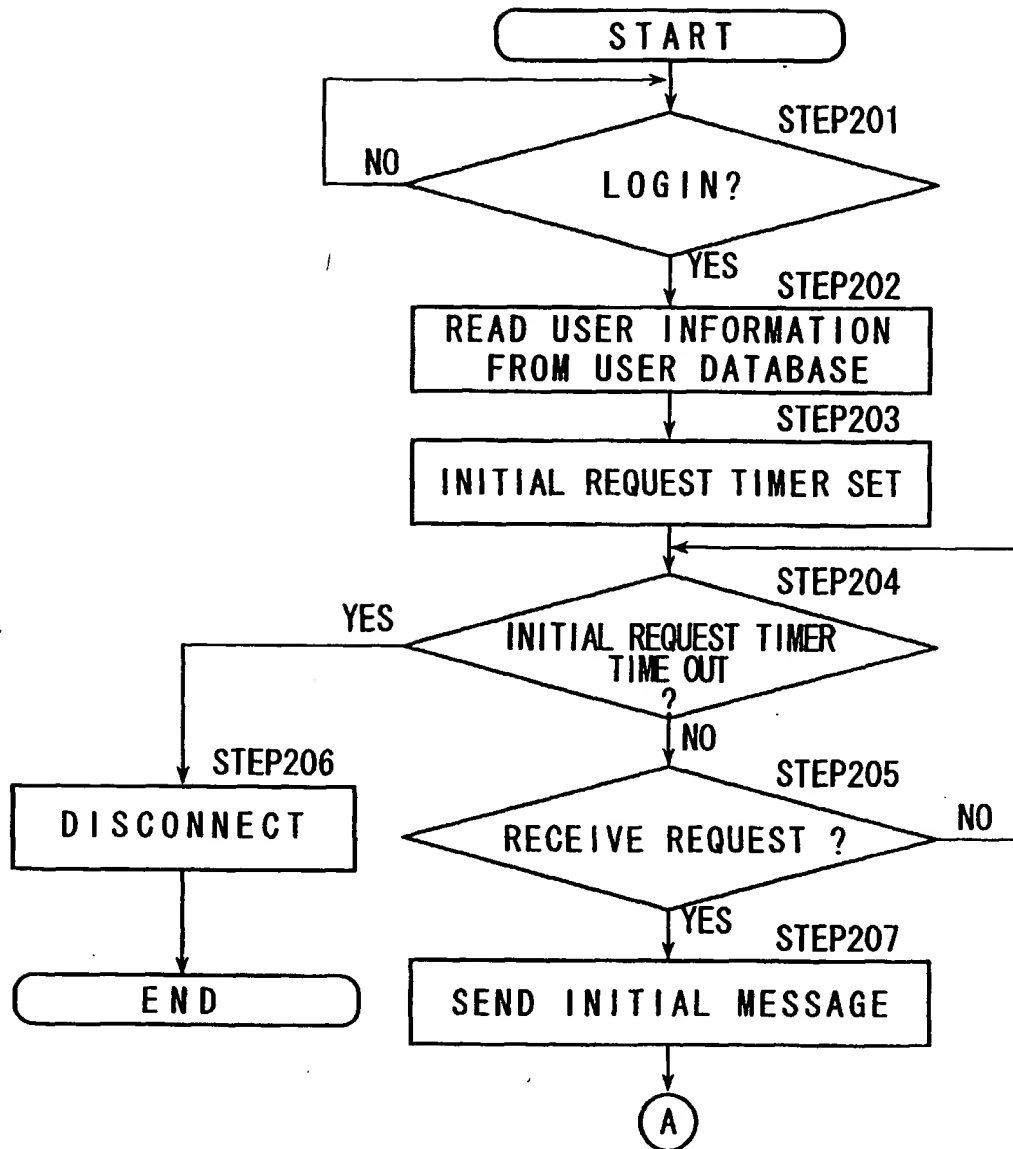 START
STEP201
NO
LOGIN?
YES
STEP202
READ USER INFORMATION
FROM USER DATABASE
STEP203
INITIAL REQUEST TIMER SET
STEP204
YES
INITIAL REQUEST TIMER
TIME OUT
?
NO
STEP206
DISCONNECT
END
STEP205
RECEIVE REQUEST ?
NO
YES
STEP207
SEND INITIAL MESSAGE
A